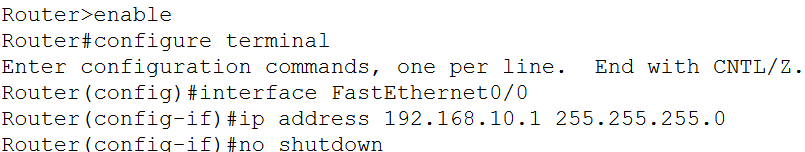 Router>enable
Router#configure terminal
Enter configuration commands, one per line.  End with CNTL/Z.
Router(config)#interface FastEthernet0/0
Router(config-if)#ip address 192.168.10.1 255.255.255.0
Router(config-if)#no shutdown